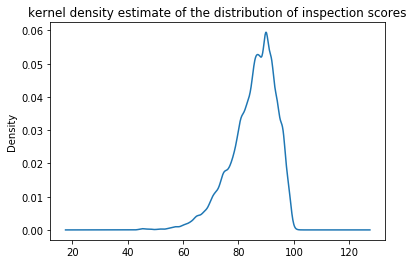 kernel density estimate of the distribution of inspection scores
0.06
0.05
0.04
0.03
0.02
0.01
0.00
Density
20 40 60 80 100 120